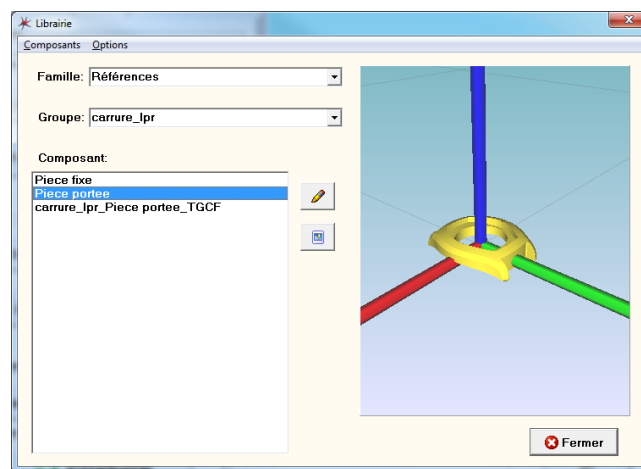 Librairie
Composants Options
Famille: Références
Groupe: carrure_lpr
Composant:
Piece fixe
Piece portee
carrure_lpr_Piece portee_TGCF
Fermer